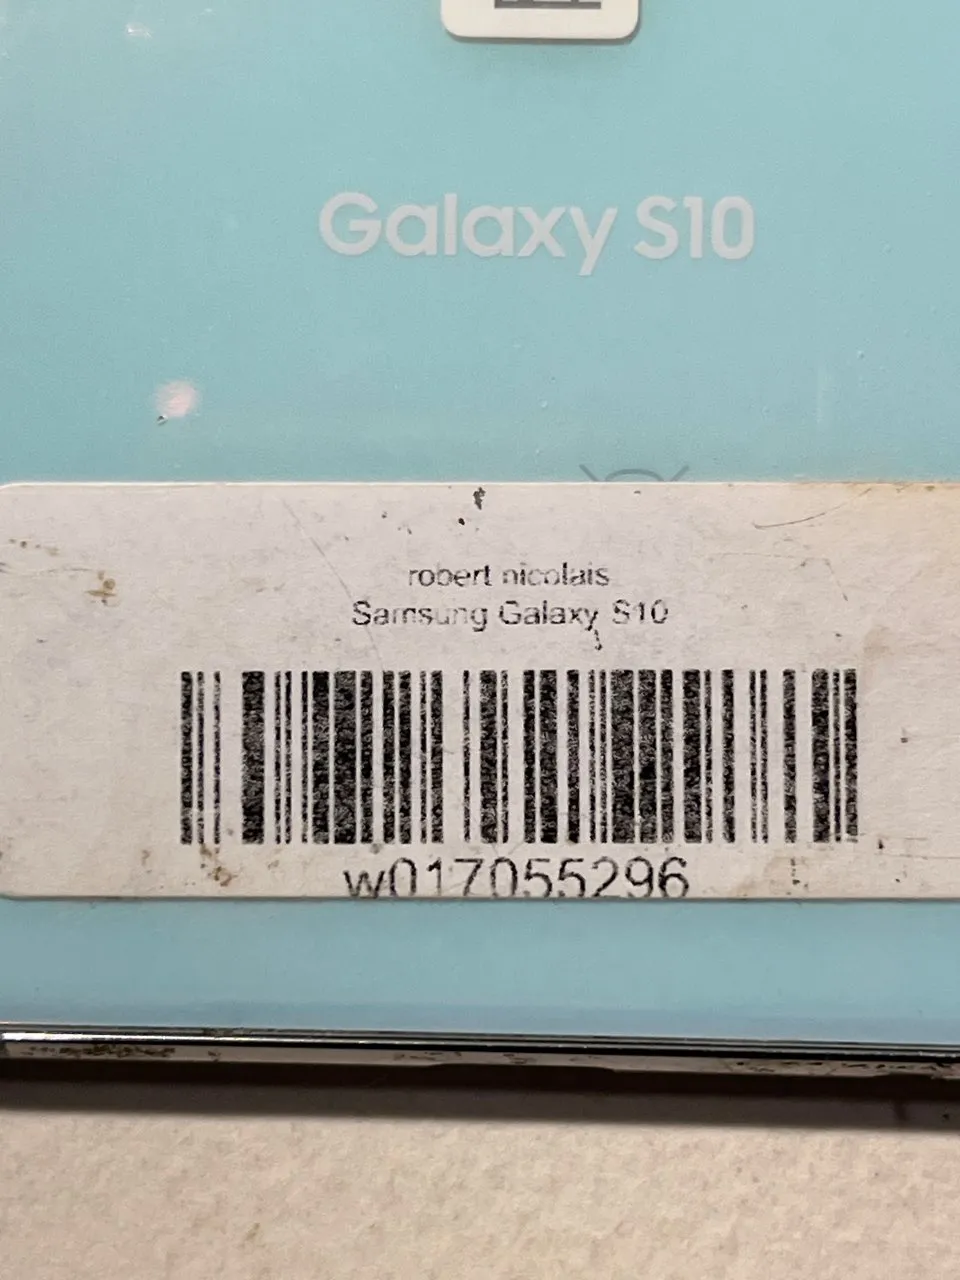 Galaxy S10
robert nicolais
Samsung Galaxy S10
w017055296